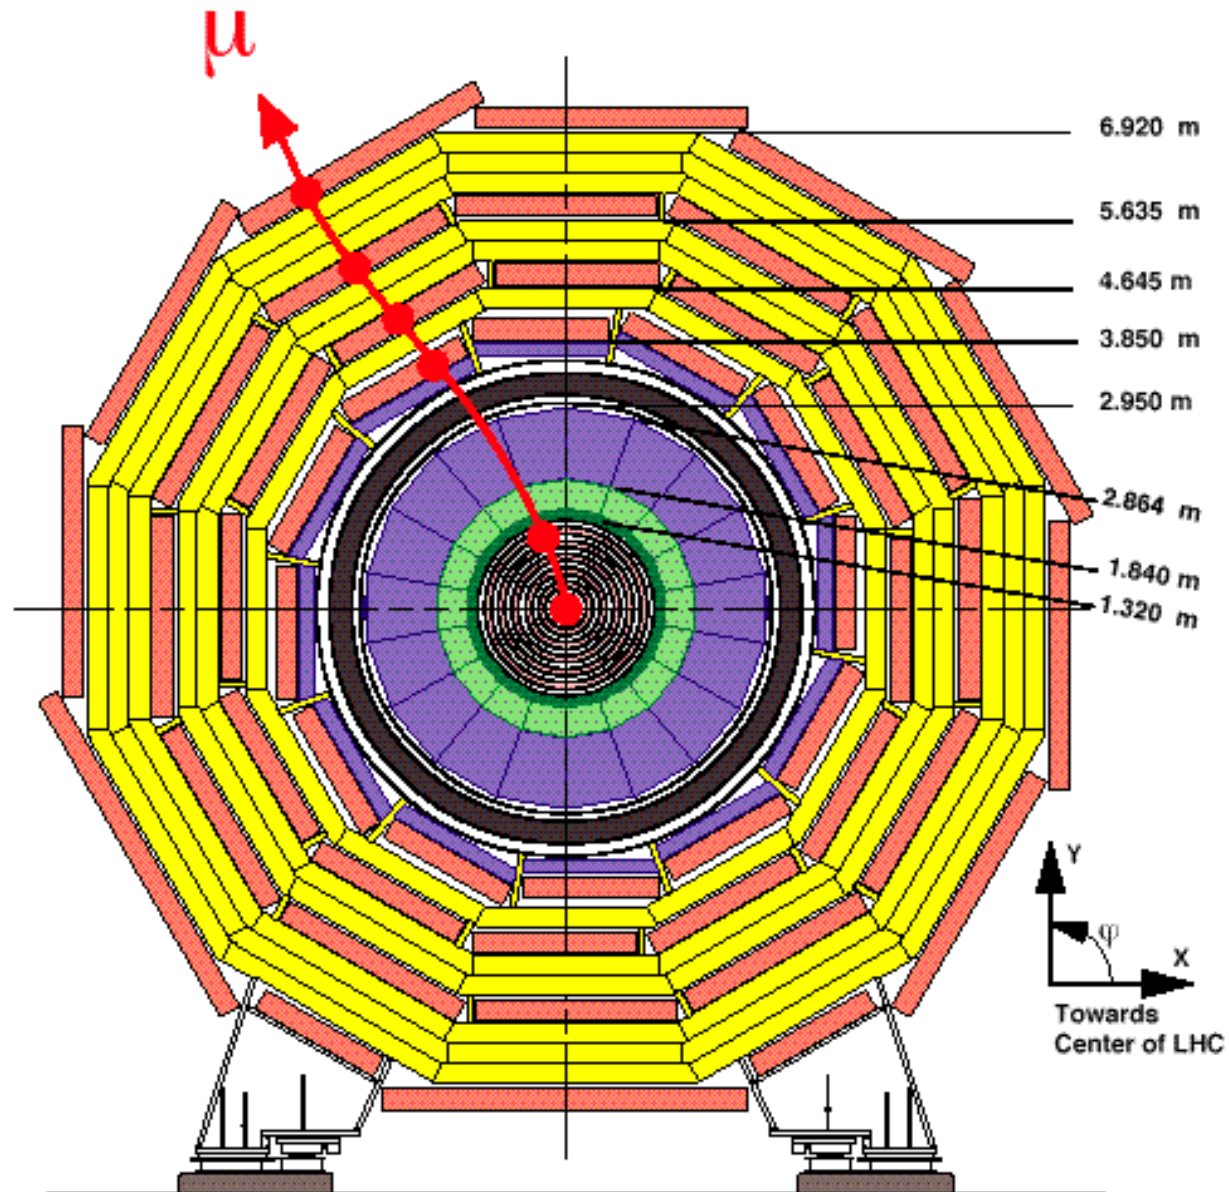 μ
6.920 m
5.635 m
4.645 m
3.850 m
2.950 m
2.864 m
1.840 m
1.320 m
Y
φ
X
Towards
Center of LHC